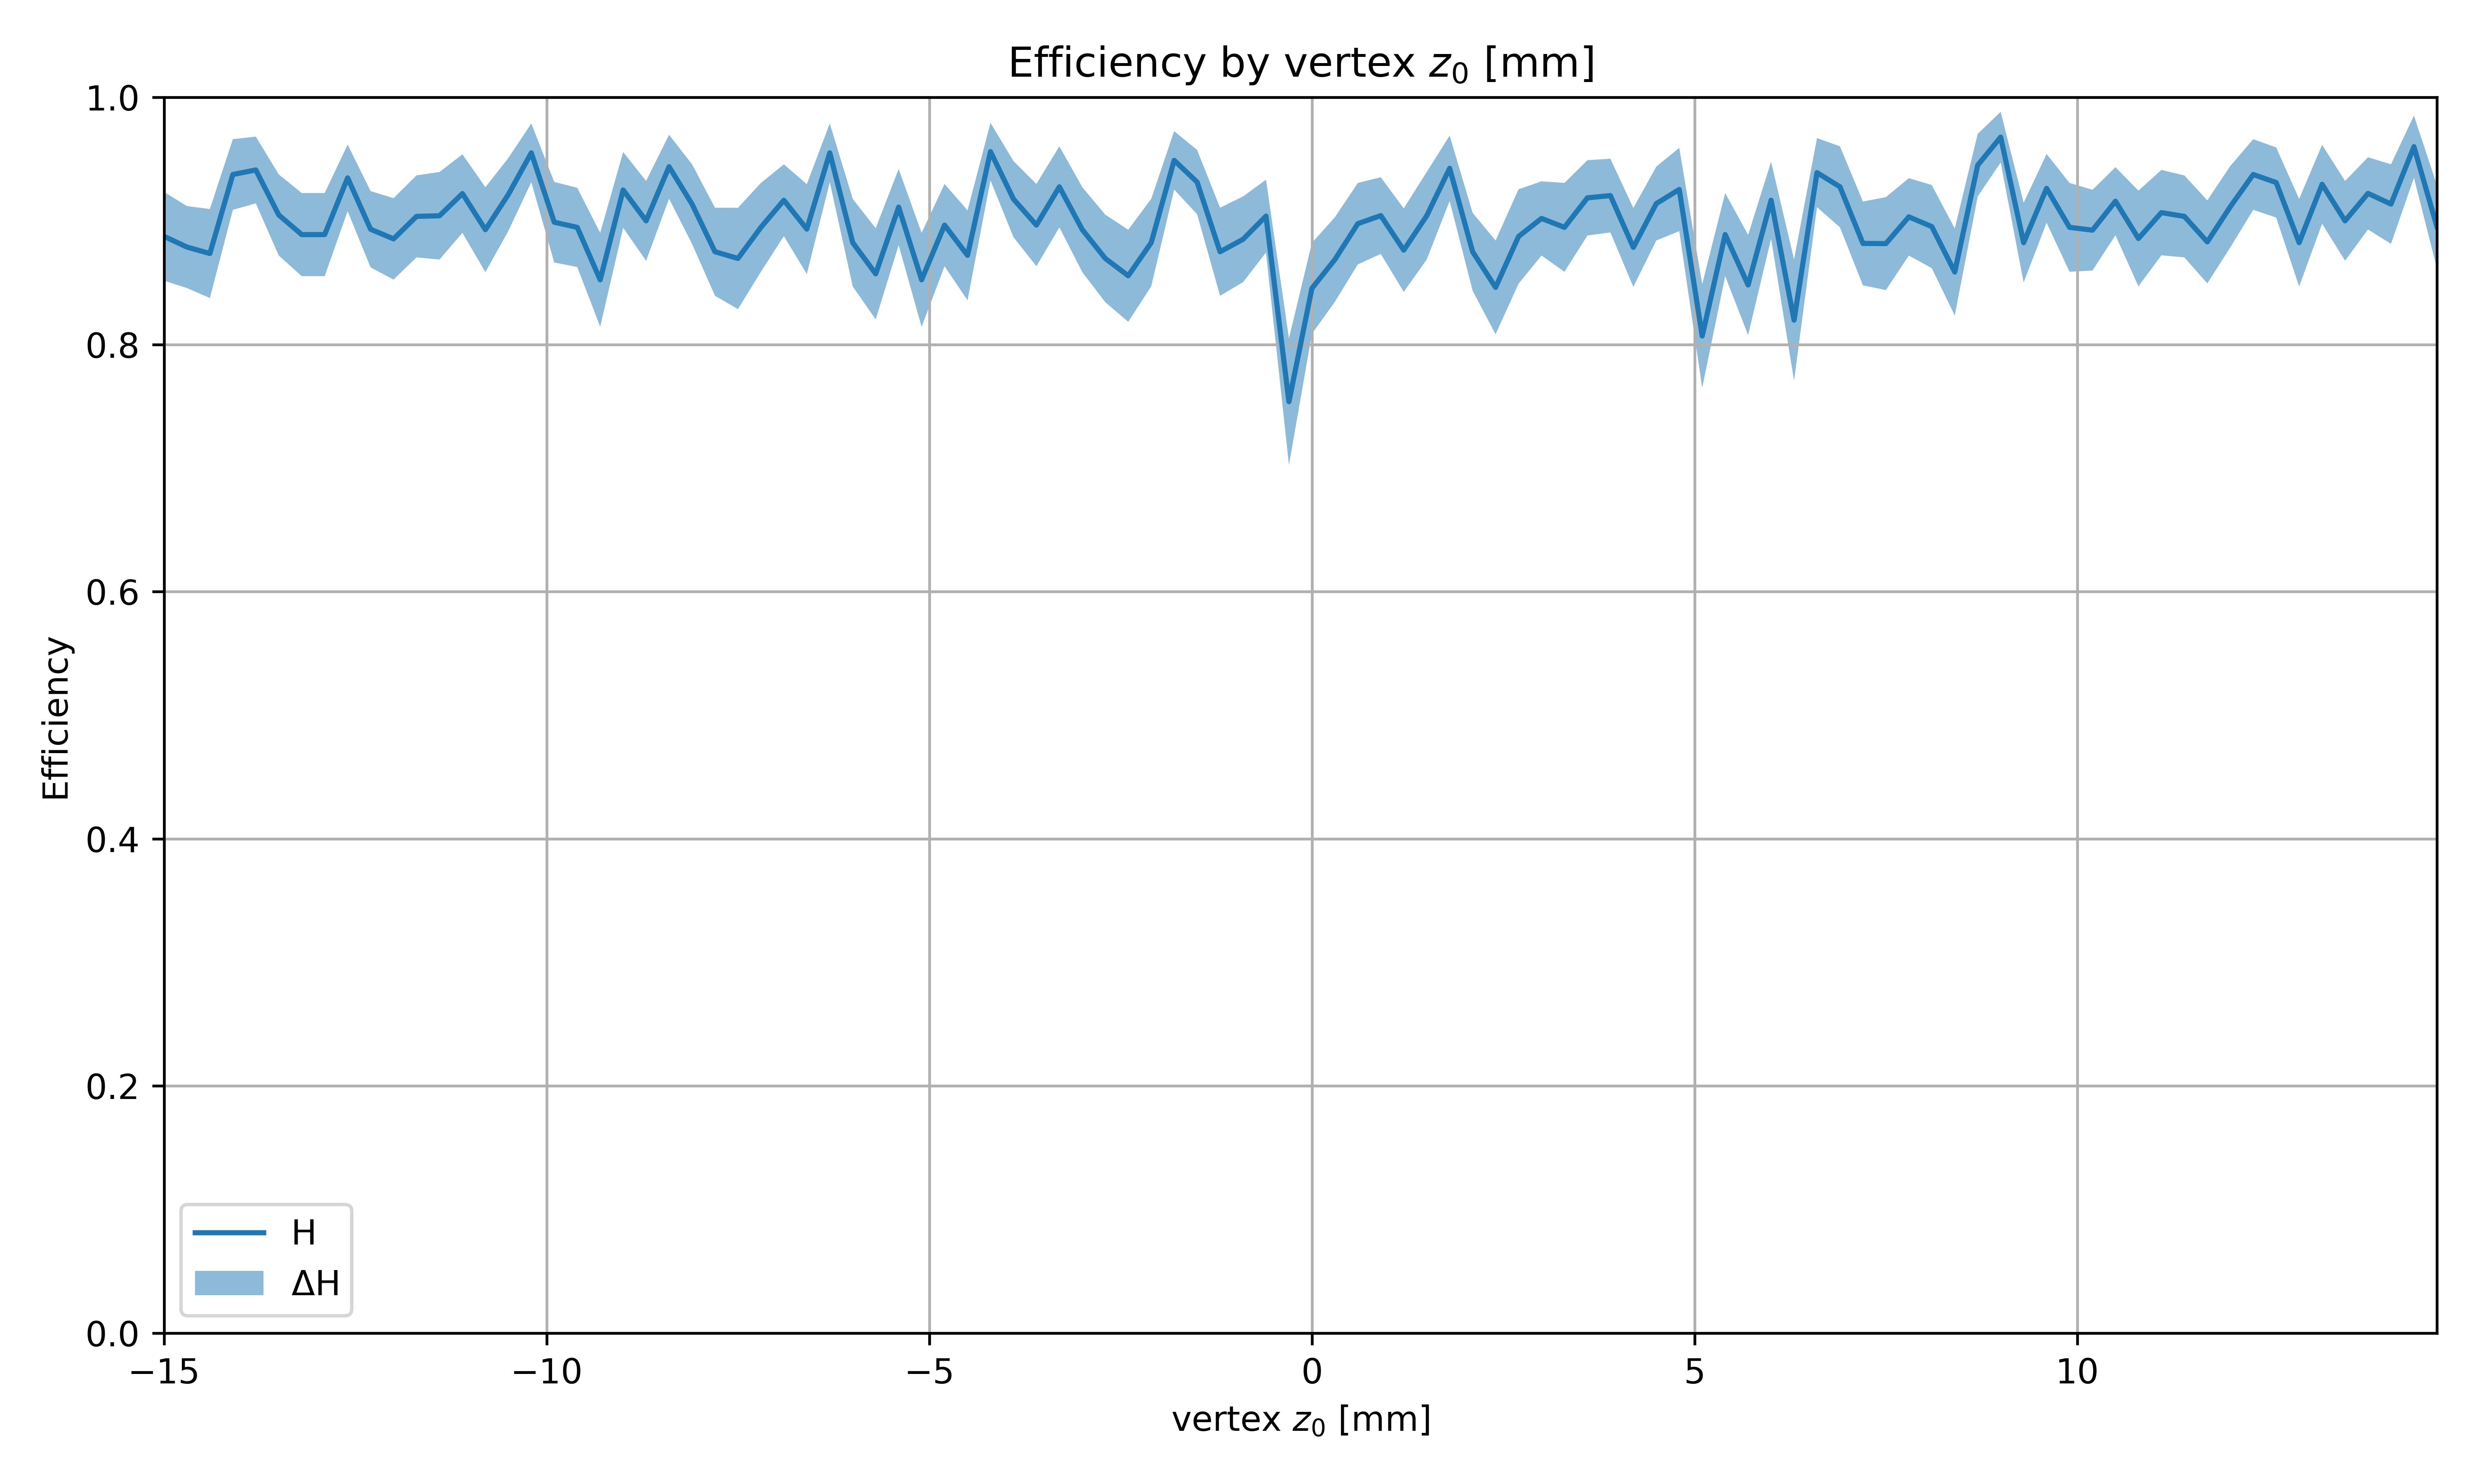 Efficiency by vertex z₀ [mm]
1.0
0.8
0.6
0.4
0.2
0.0
Efficiency
H
ΔH
−15
−10
−5
0
5
10
vertex z₀ [mm]